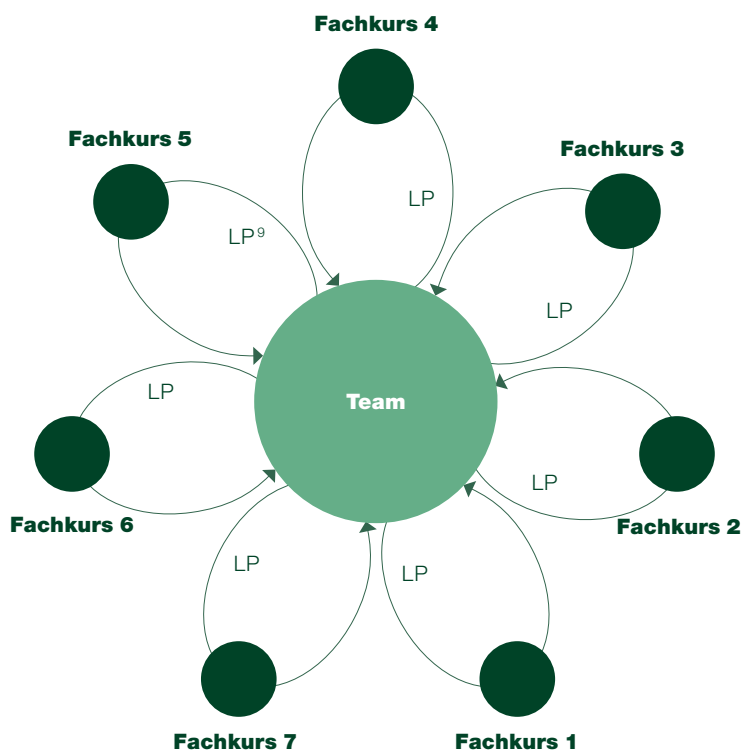 Fachkurs 4
Fachkurs 5
Fachkurs 3
LP
LP⁹
LP
LP
Team
LP
Fachkurs 6
Fachkurs 2
LP
LP
Fachkurs 7
Fachkurs 1